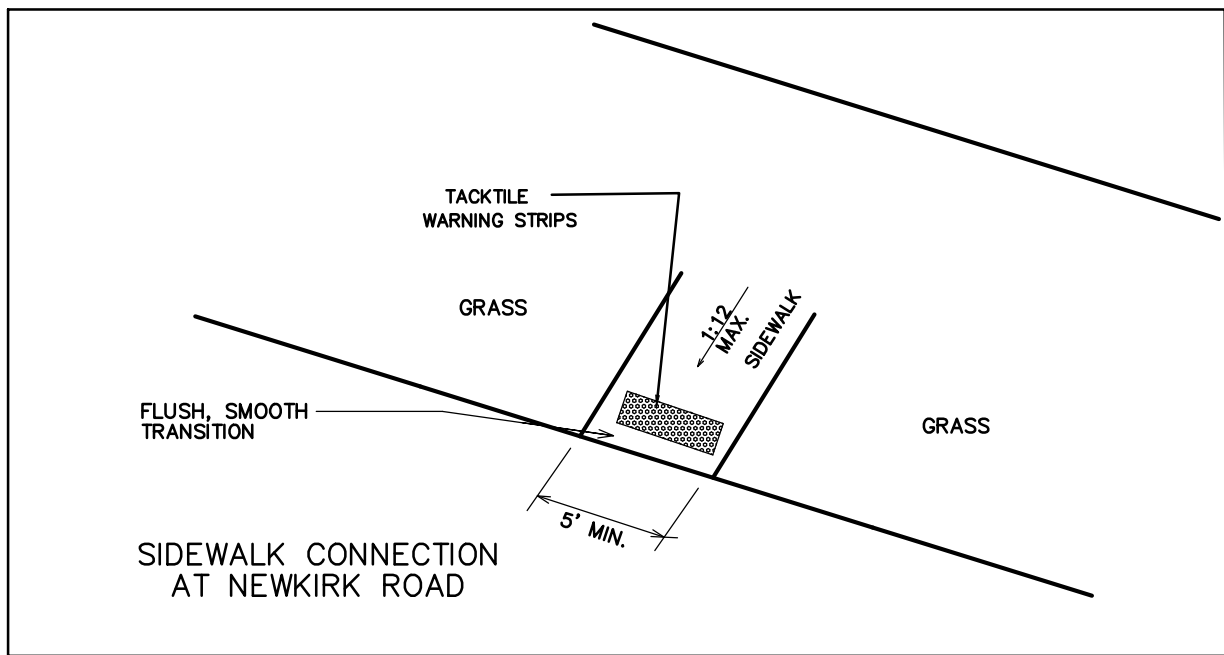 TACKTILE
WARNING STRIPS
GRASS
1:12
MAX.
SIDEWALK
FLUSH, SMOOTH
TRANSITION
GRASS
5' MIN.
SIDEWALK CONNECTION
AT NEWKIRK ROAD